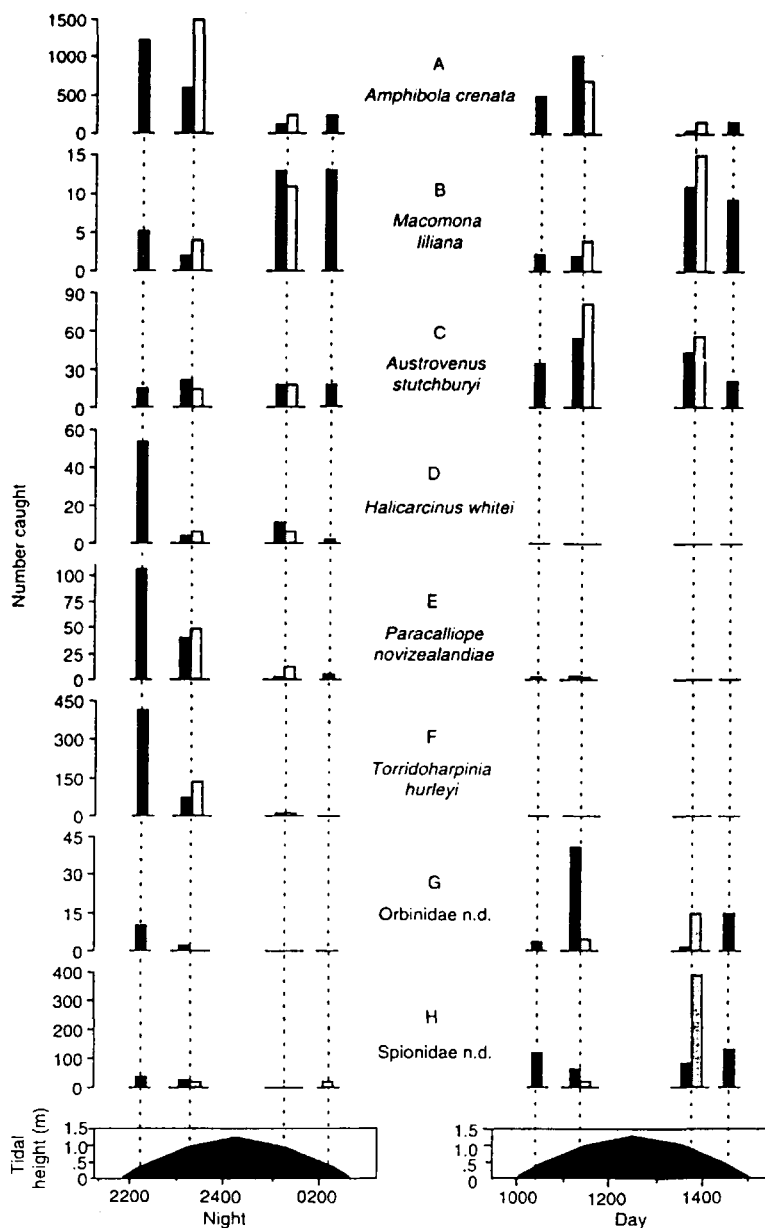 1500
1000
500
0
A
Amphibola crenata
15
10
5
0
B
Macomona
liliana
90
60
30
0
C
Austrovenus
stutchburyi
60
40
20
0
D
Halicarcinus whitei
Number caught
100
75
50
25
0
E
Paracalliope
novizealandiae
450
300
150
0
F
Torridoharpinia
hurleyi
45
30
15
0
G
Orbinidae n.d.
400
300
200
100
0
H
Spionidae n.d.
Tidal
height (m)
1.5
1.0
.5
0
1.5
1.0
.5
0
2200 2400 0200
Night
1000 1200 1400
Day